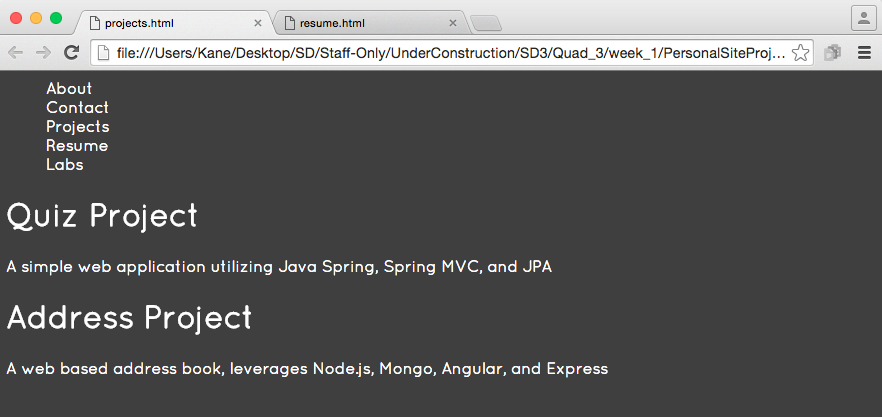 projects.html
resume.html
file:///Users/Kane/Desktop/SD/Staff-Only/UnderConstruction/SD3/Quad_3/week_1/PersonalSiteProj...
About
Contact
Projects
Resume
Labs
Quiz Project
A simple web application utilizing Java Spring, Spring MVC, and JPA
Address Project
A web based address book, leverages Node.js, Mongo, Angular, and Express